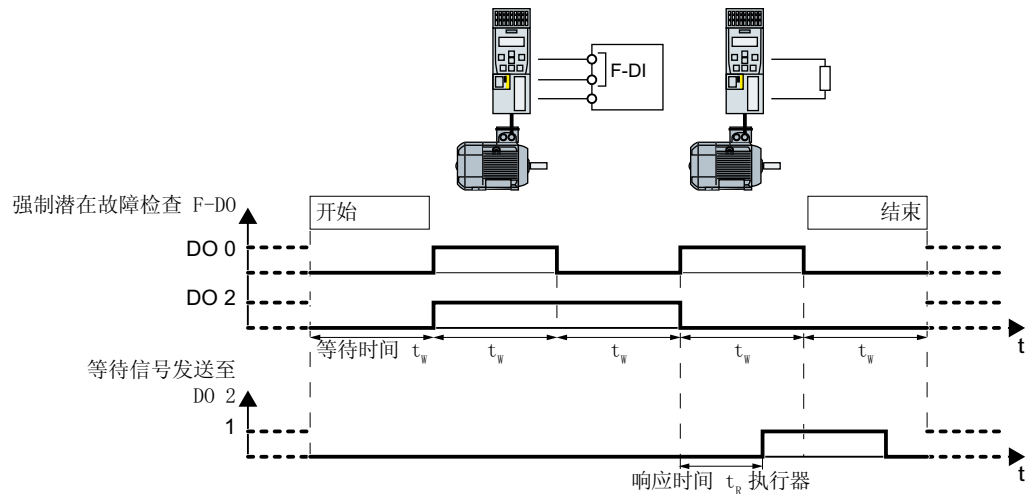 F-DI
强制潜在故障检查 F-DO
开始
结束
DO 0
DO 2
t
等待时间 tw
tw
tw
tw
tw
等待信号发送至
DO 2
1
t
响应时间 tR 执行器